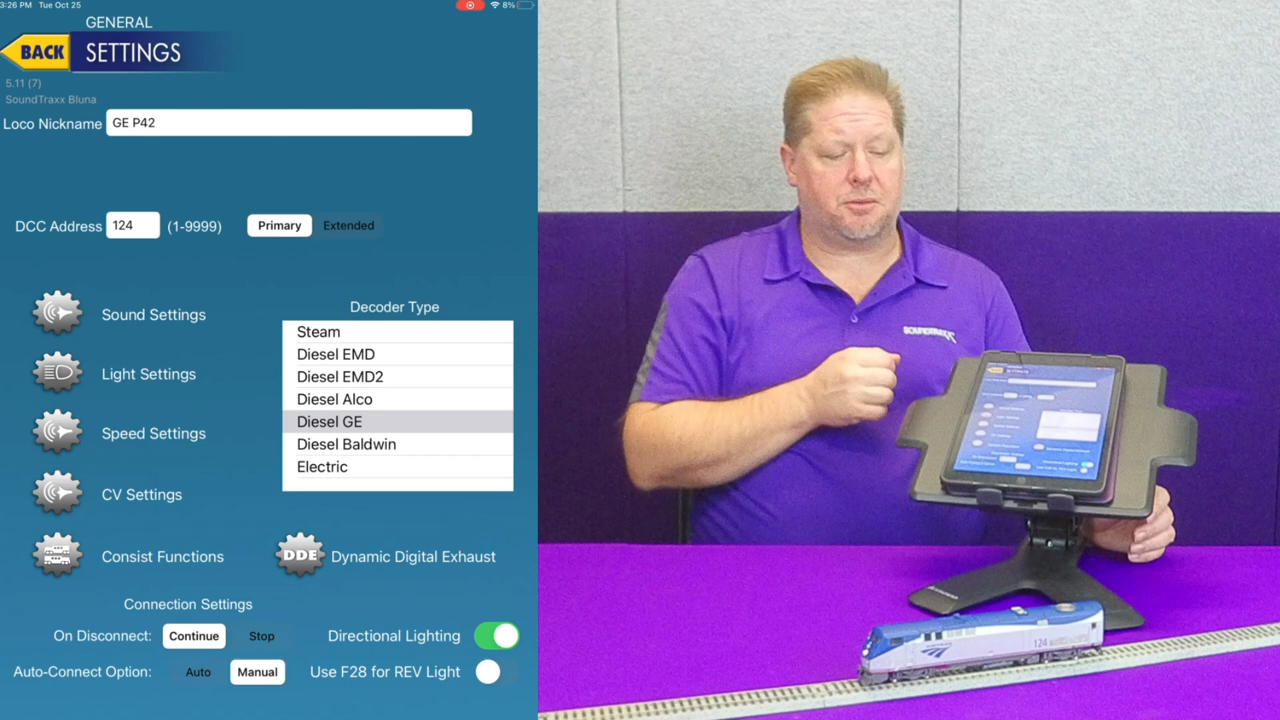 3:26 PM Tue Oct 25
8%
GENERAL
BACK SETTINGS
5.11 (7)
SoundTraxx Bluna
Loco Nickname GE P42
DCC Address 124 (1-9999) Primary Extended
Sound Settings
Light Settings
Speed Settings
CV Settings
Consist Functions
Decoder Type
Steam
Diesel EMD
Diesel EMD2
Diesel Alco
Diesel GE
Diesel Baldwin
Electric
DDE Dynamic Digital Exhaust
Connection Settings
On Disconnect: Continue Stop
Directional Lighting
Auto-Connect Option: Auto Manual
Use F28 for REV Light
SOUNDTRAXX
BACK
124